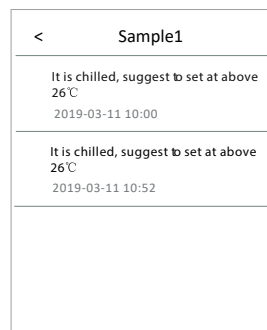 < Sample1
It is chilled, suggest to set at above
26℃
2019-03-11 10:00
It is chilled, suggest to set at above
26℃
2019-03-11 10:52